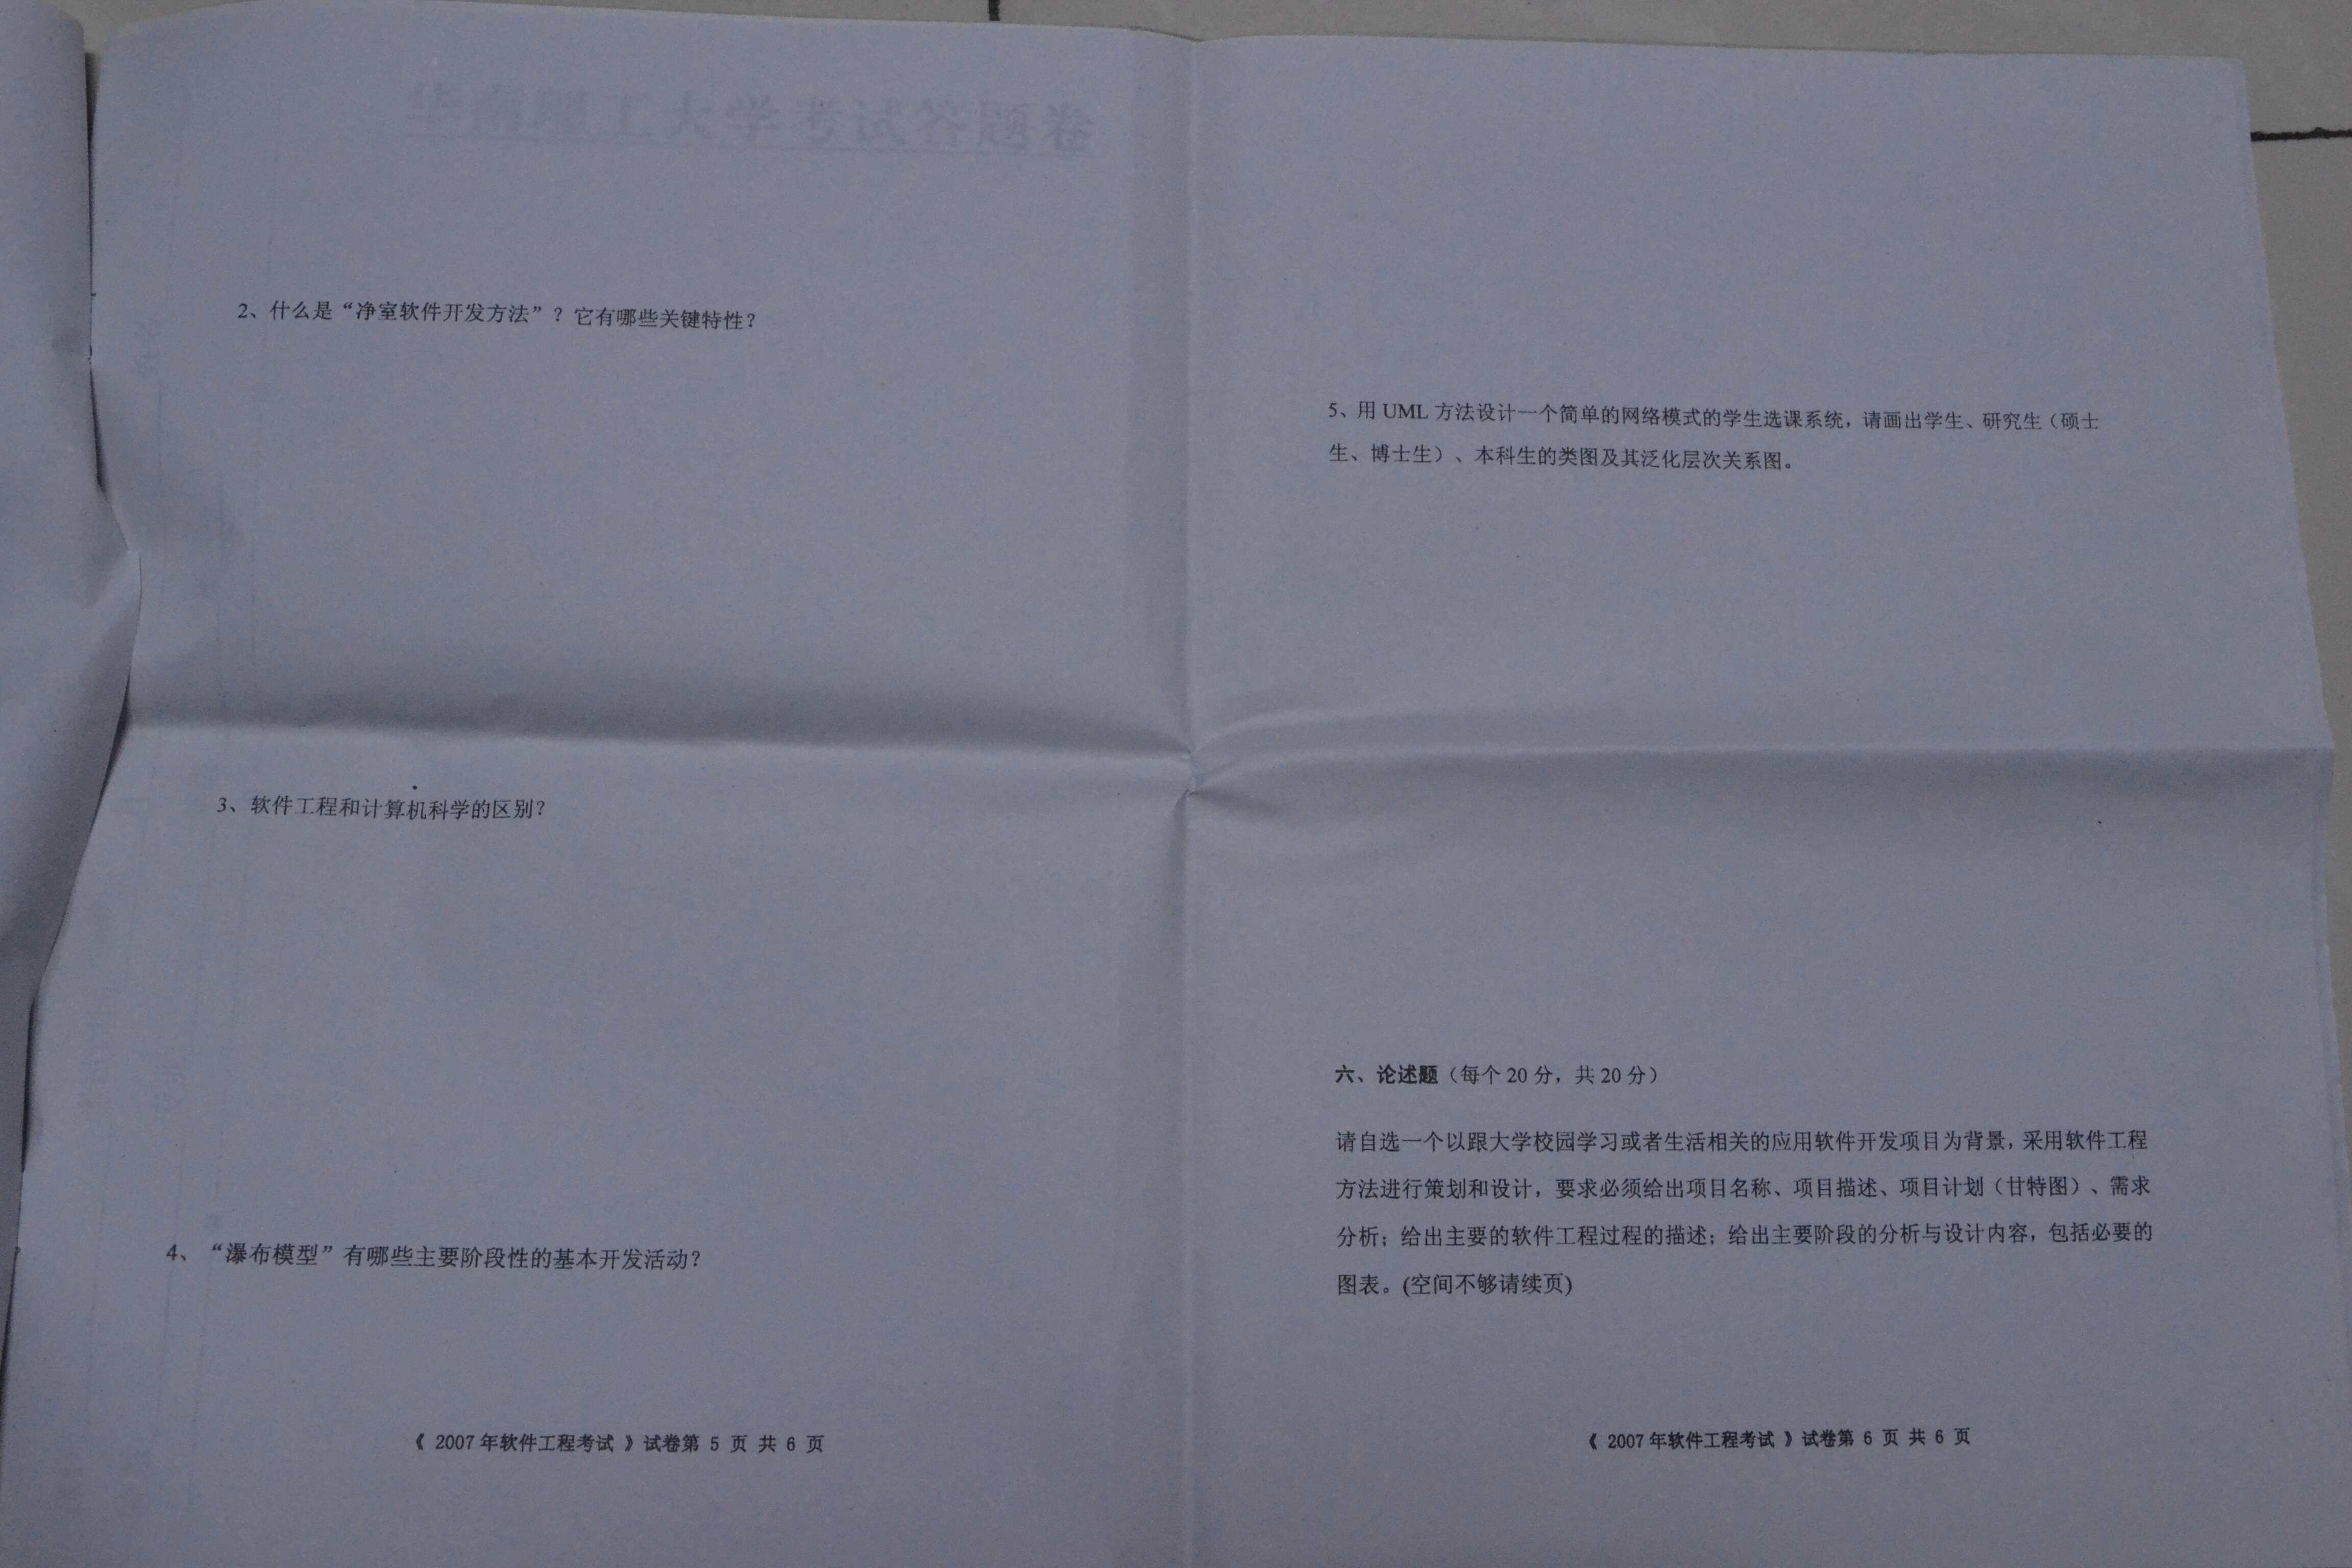 华南理工大学考试答题卷
2、什么是“净室软件开发方法”？它有哪些关键特性？
3、软件工程和计算机科学的区别？
4、“瀑布模型”有哪些主要阶段性的基本开发活动？
《 2007 年软件工程考试 》试卷第 5 页 共 6 页
5、用 UML 方法设计一个简单的网络模式的学生选课系统，请画出学生、研究生（硕士
生、博士生）、本科生的类图及其泛化层次关系图。
六、论述题（每个 20 分，共 20 分）
请自选一个以跟大学校园学习或者生活相关的应用软件开发项目为背景，采用软件工程
方法进行策划和设计，要求必须给出项目名称、项目描述、项目计划（甘特图）、需求
分析；给出主要的软件工程过程的描述；给出主要阶段的分析与设计内容，包括必要的
图表。(空间不够请续页)
《 2007 年软件工程考试 》试卷第 6 页 共 6 页